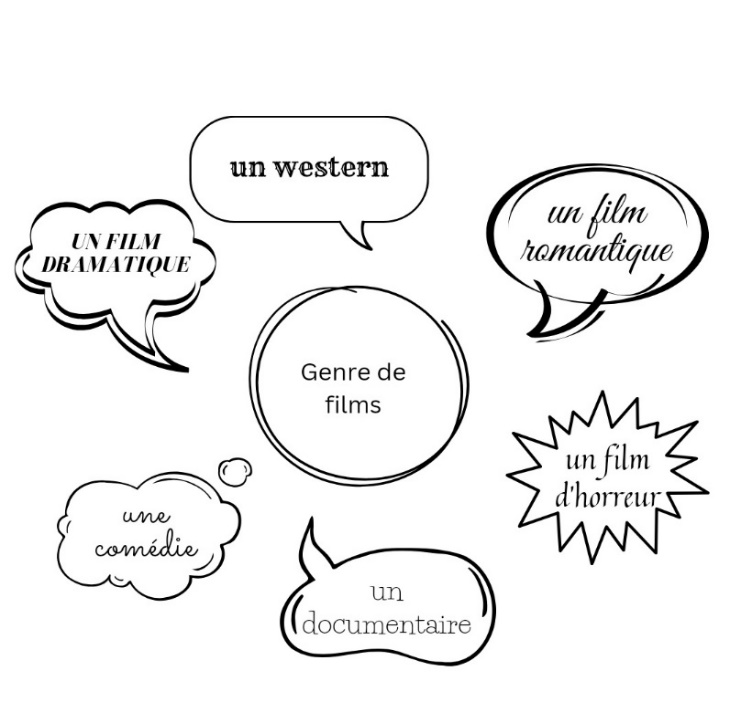 un western
un film
romantique
UN FILM
DRAMATIQUE
Genre de
films
un film
d'horreur
une
comédie
un
documentaire